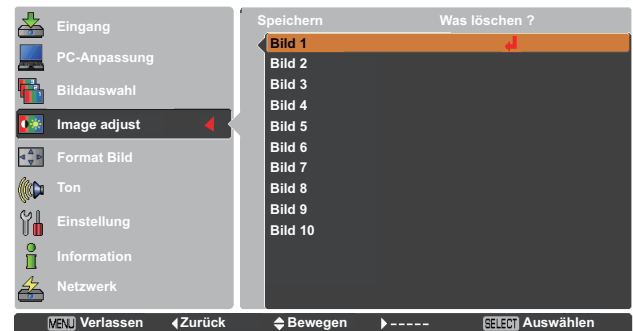 Eingang
PC-Anpassung
Bildauswahl
Image adjust
Format Bild
Ton
Einstellung
Information
Netzwerk
Speichern Was löschen ?
Bild 1
Bild 2
Bild 3
Bild 4
Bild 5
Bild 6
Bild 7
Bild 8
Bild 9
Bild 10
MENU Verlassen Zurück Bewegen ----- SELECT Auswählen